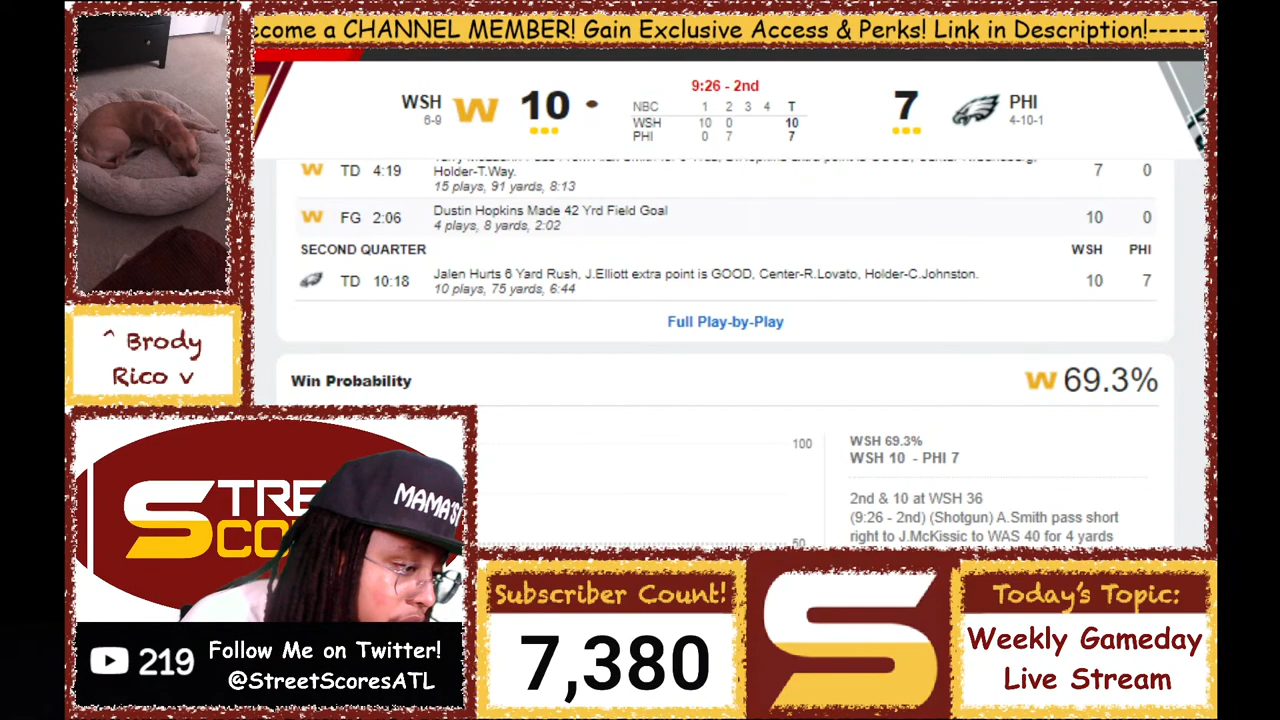 ecome a CHANNEL MEMBER! Gain Exclusive Access & Perks! Link in Description!------
9:26 - 2nd
WSH W 10 7 PHI
6-9 4-10-1
NBC 1 2 3 4 T
WSH 10 0 10
PHI 0 7 7
W TD 4:19 7 0
Holder-T.Way.
15 plays, 91 yards, 8:13
W FG 2:06 Dustin Hopkins Made 42 Yrd Field Goal 10 0
4 plays, 8 yards, 2:02
SECOND QUARTER WSH PHI
TD 10:18 Jalen Hurts 6 Yard Rush, J.Elliott extra point is GOOD, Center-R.Lovato, Holder-C.Johnston. 10 7
10 plays, 75 yards, 6:44
Full Play-by-Play
Win Probability W 69.3%
100
50
WSH 69.3%
WSH 10 - PHI 7
2nd & 10 at WSH 36
(9:26 - 2nd) (Shotgun) A.Smith pass short
right to J.McKissic to WAS 40 for 4 yards
^ Brody
Rico v
STRE
SCO
MAMA'S
219
Follow Me on Twitter!
@StreetScoresATL
Subscriber Count!
7,380
S
Today's Topic:
Weekly Gameday
Live Stream